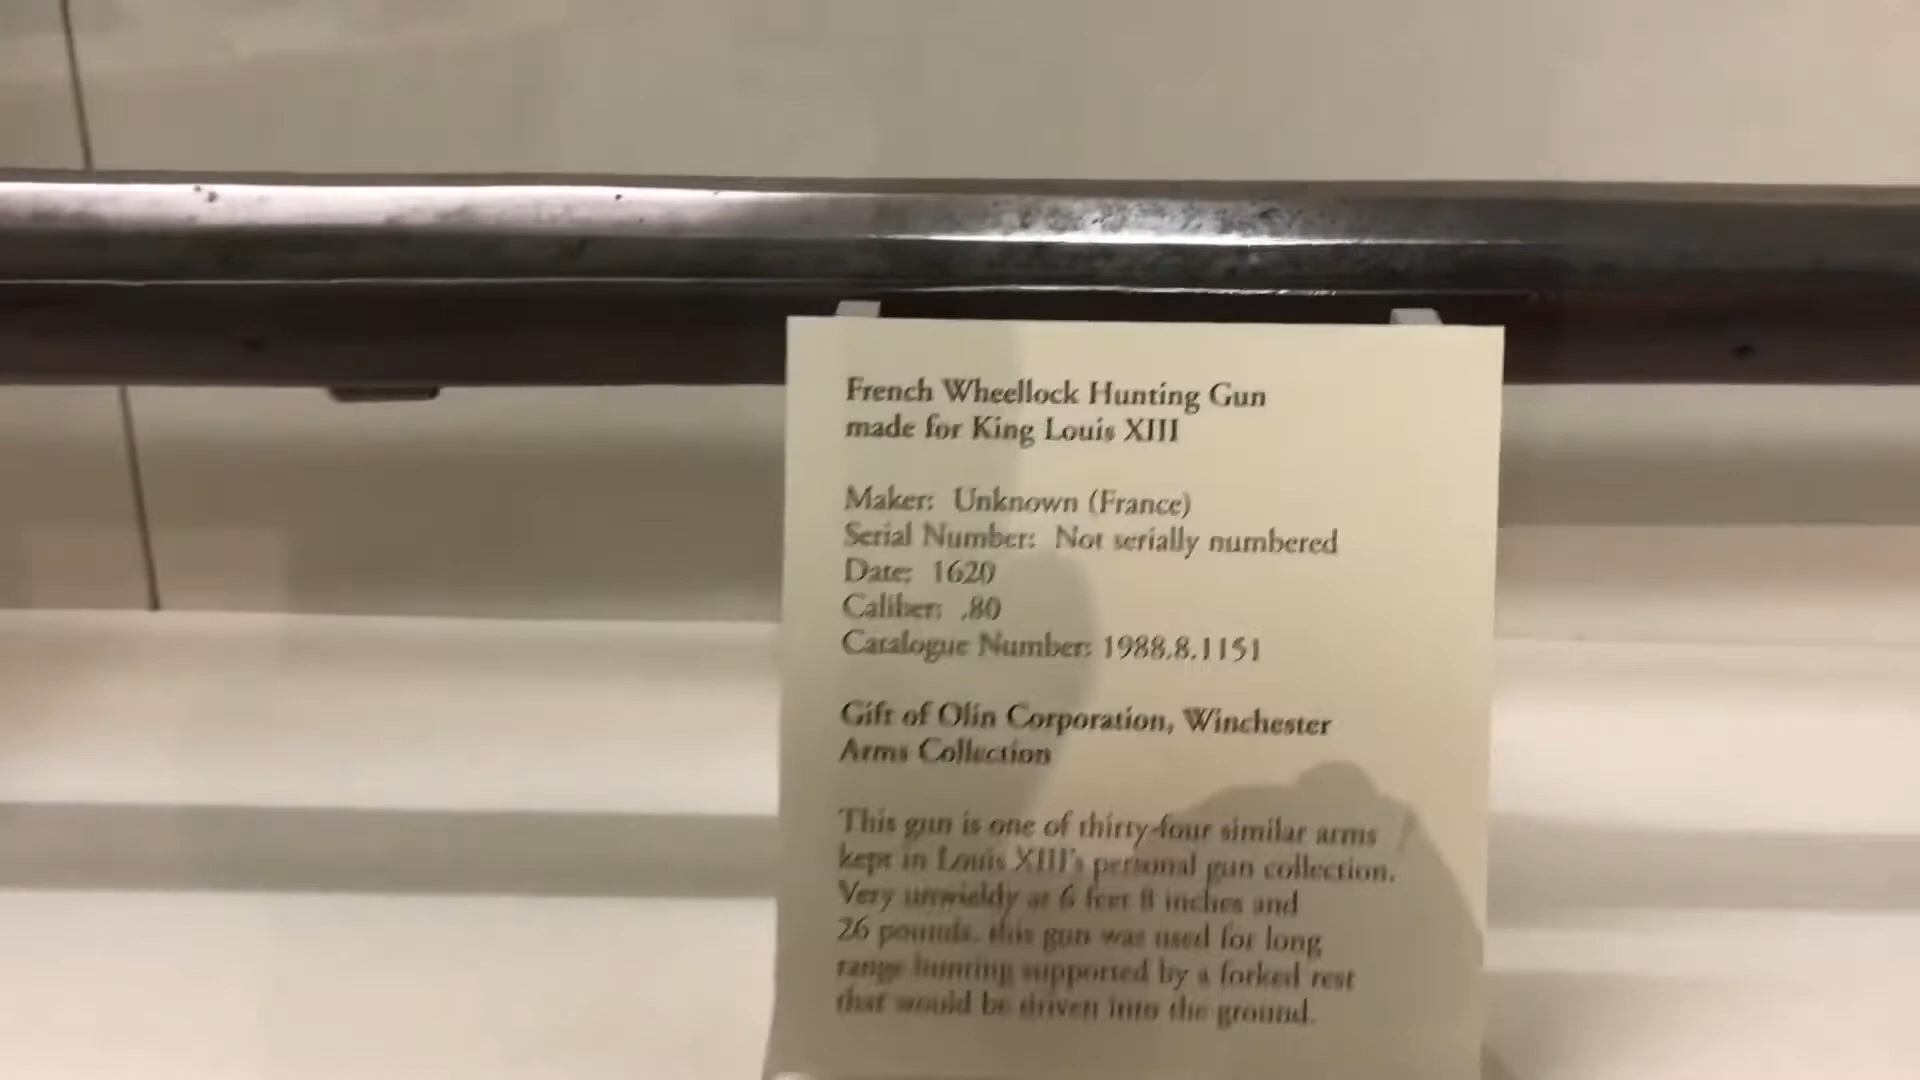 French Wheellock Hunting Gun
made for King Louis XIII
Maker: Unknown (France)
Serial Number: Not serially numbered
Date: 1620
Caliber: .80
Catalogue Number: 1988.8.1151
Gift of Olin Corporation, Winchester
Arms Collection
This gun is one of thirty-four similar arms
kept in Louis XIII's personal gun collection.
Very unwieldy at 6 feet 8 inches and
26 pounds, this gun was used for long
range hunting supported by a forked rest
that would be driven into the ground.